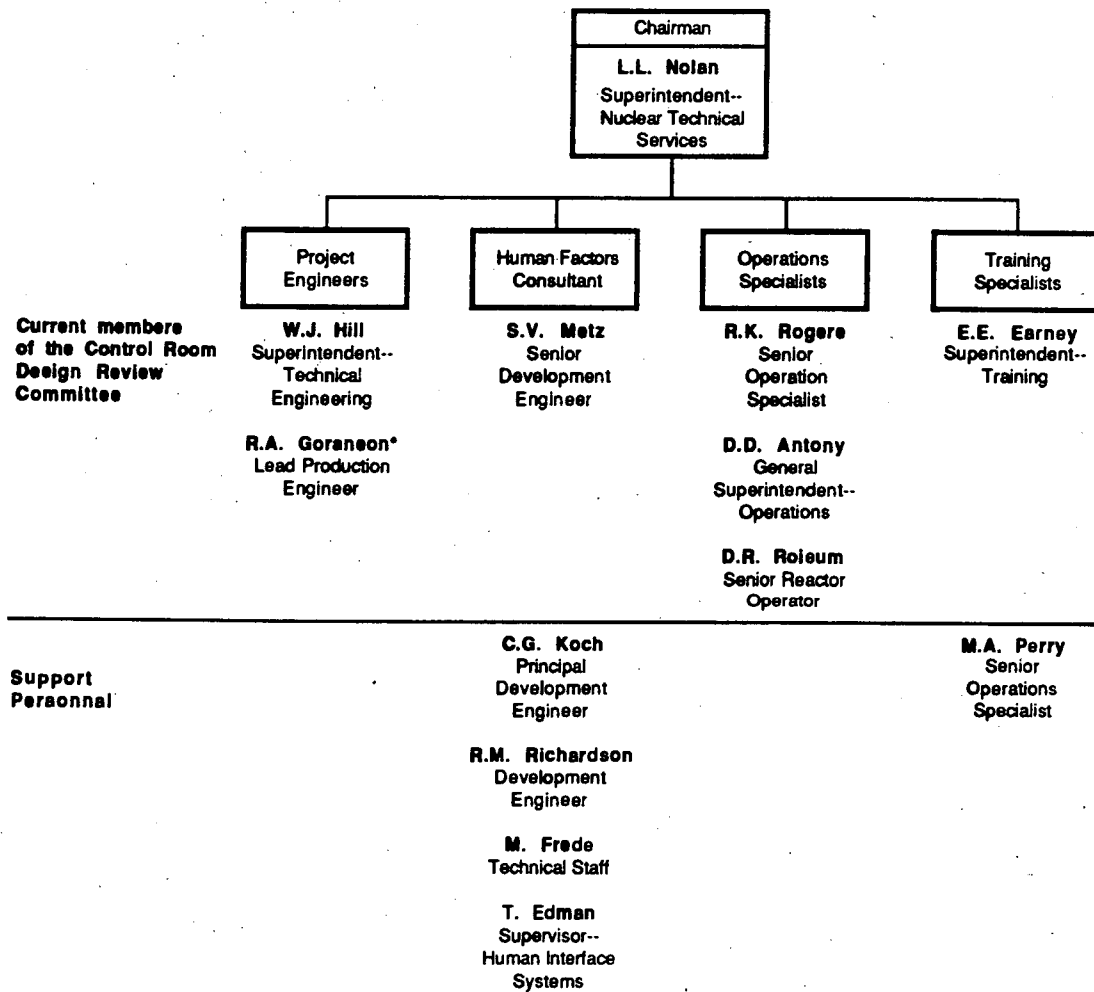 Chairman
L.L. Nolan
Superintendent--
Nuclear Technical
Services
Project
Engineers
Human Factors
Consultant
Operations
Specialists
Training
Specialists
Current membere
of the Control Room
Deeign Review
Committee
W.J. Hill
Superintendent--
Technical
Engineering
R.A. Goraneon*
Lead Production
Engineer
S.V. Metz
Senior
Development
Engineer
R.K. Rogere
Senior
Operation
Specialist
D.D. Antony
General
Superintendent--
Operations
D.R. Roleum
Senior Reactor
Operator
E.E. Earney
Superintendent--
Training
Support
Peraonnal
C.G. Koch
Principal
Development
Engineer
R.M. Richardson
Development
Engineer
M. Frede
Technical Staff
T. Edman
Supervisor--
Human Interface
Systems
M.A. Perry
Senior
Operations
Specialist